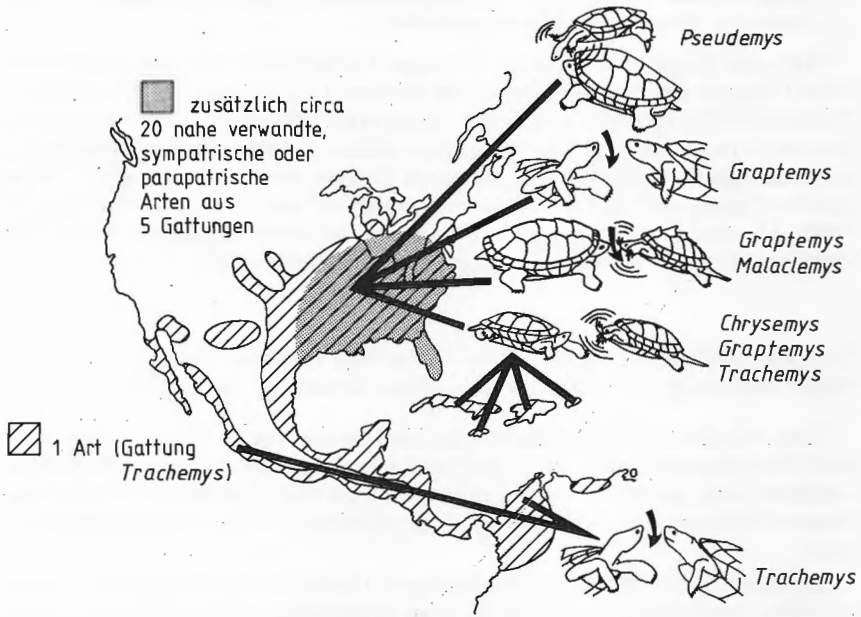 Pseudemys
zusätzlich circa
20 nahe verwandte,
sympatrische oder
parapatrische
Arten aus
5 Gattungen
Graptemys
Graptemys
Malaclemys
Chrysemys
Graptemys
Trachemys
1 Art (Gattung
Trachemys)
Trachemys